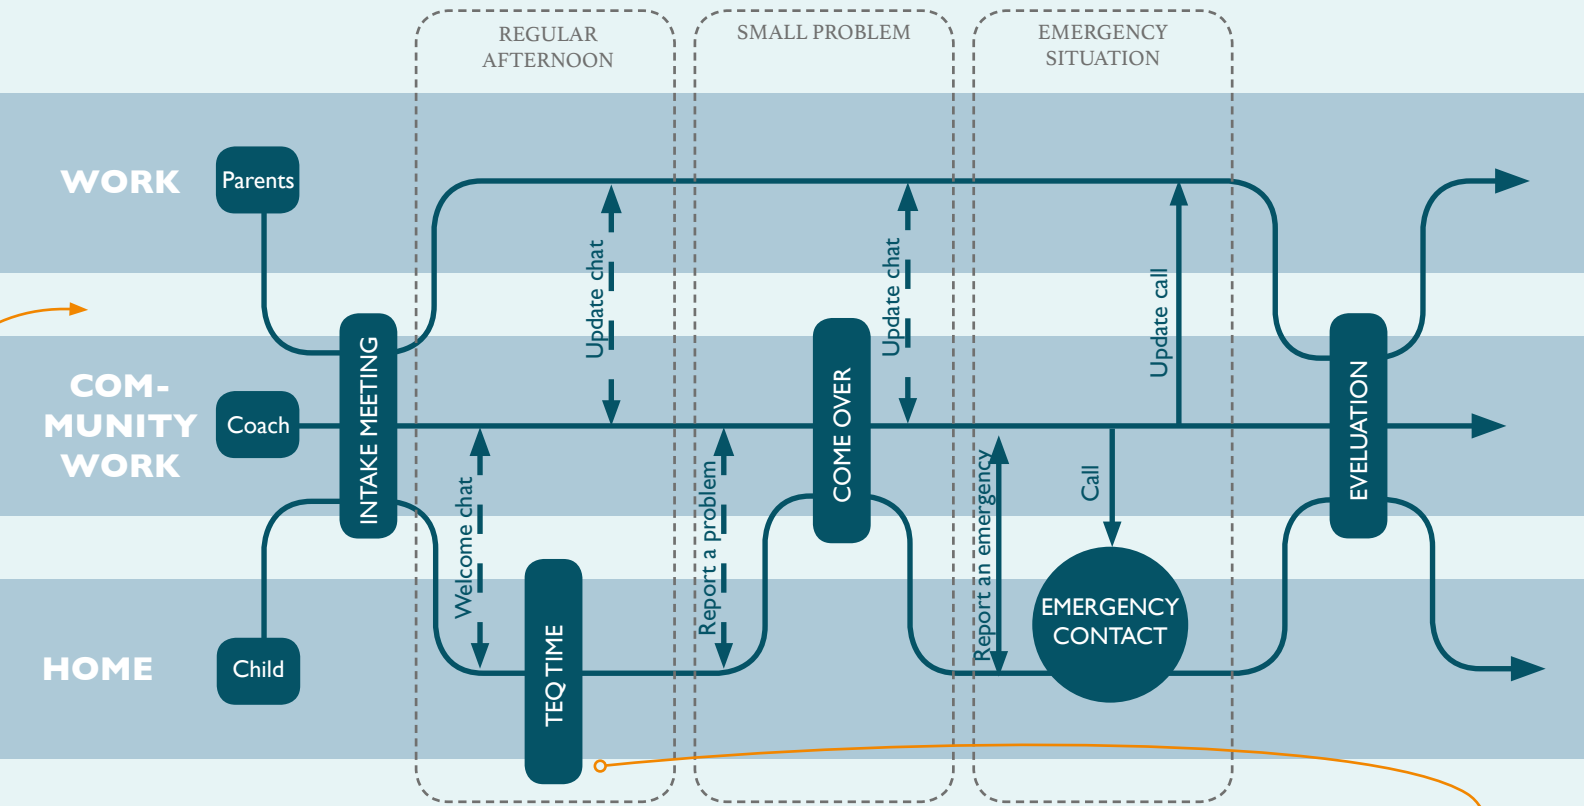 REGULAR
AFTERNOON
SMALL PROBLEM
EMERGENCY
SITUATION
WORK
Parents
Update chat
Update chat
Update call
COM-
MUNITY
WORK
Coach
INTAKE MEETING
COME OVER
EVELUATION
Welcome chat
Report a problem
Report an emergency
Call
EMERGENCY
CONTACT
HOME
Child
TEQ TIME